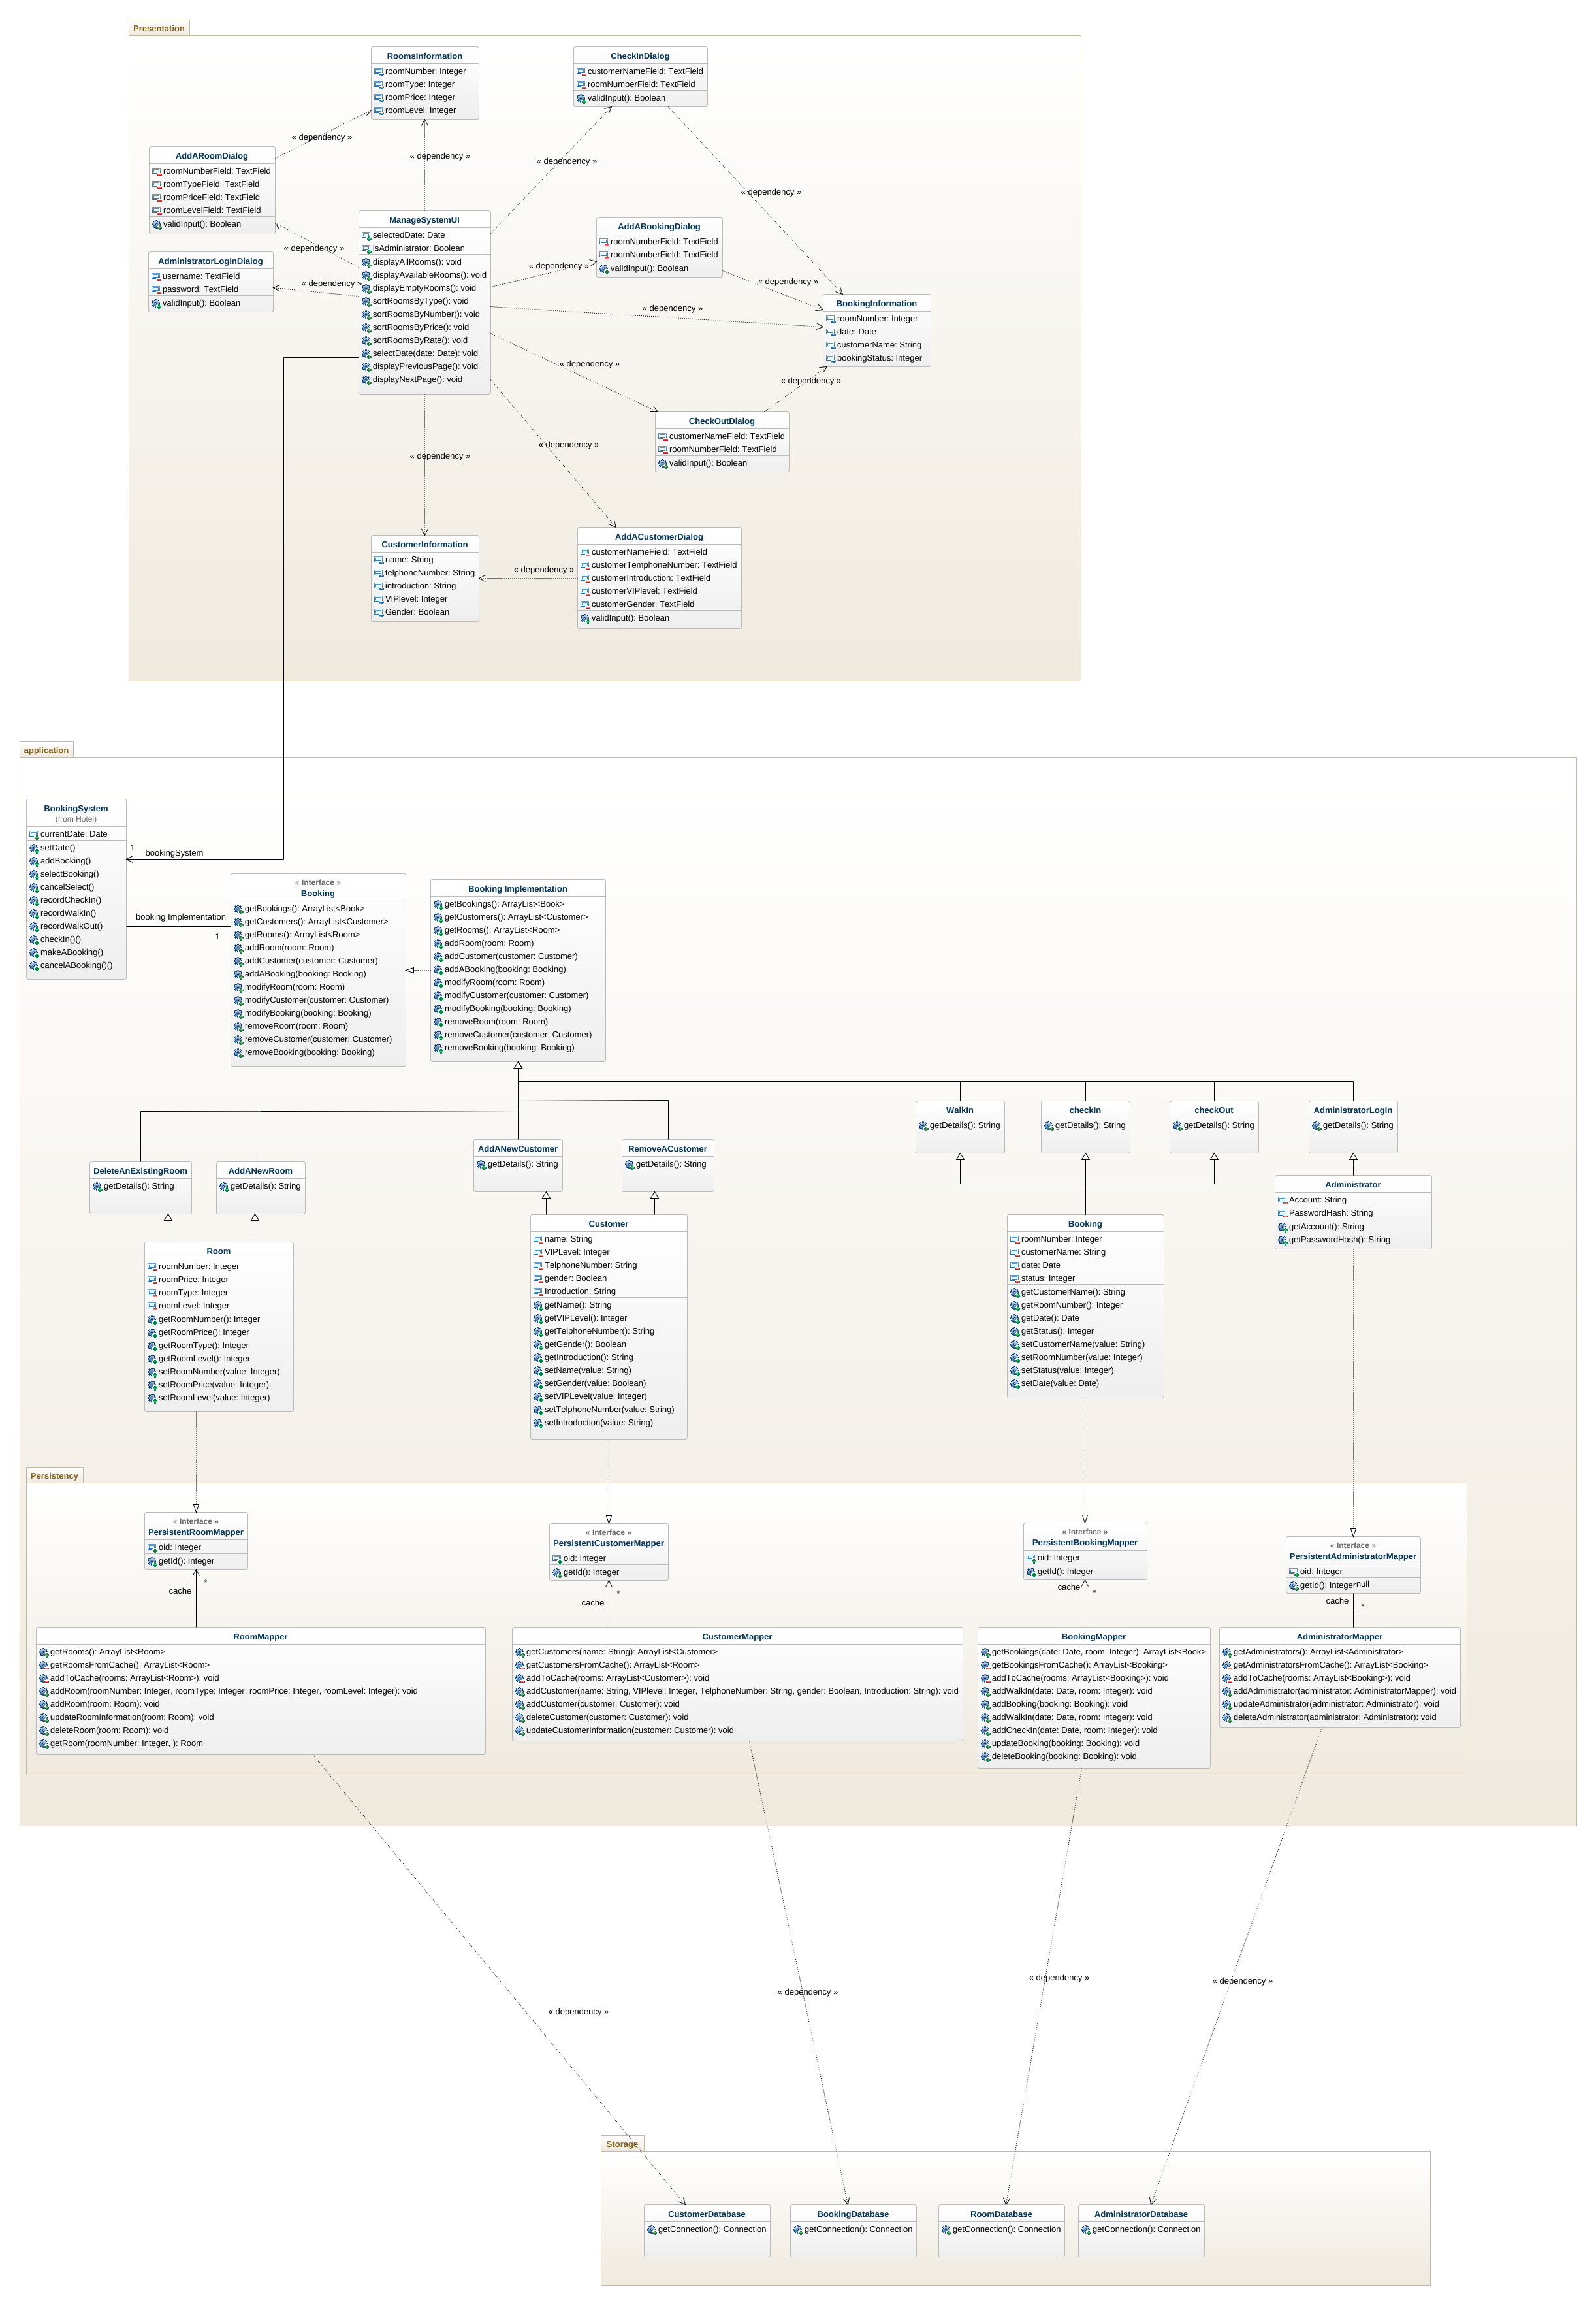 Presentation
RoomsInformation
roomNumber: Integer
roomType: Integer
roomPrice: Integer
roomLevel: Integer
CheckInDialog
customerNameField: TextField
roomNumberField: TextField
validInput(): Boolean
« dependency »
« dependency »
« dependency »
« dependency »
AddARoomDialog
roomNumberField: TextField
roomTypeField: TextField
roomPriceField: TextField
roomLevelField: TextField
validInput(): Boolean
« dependency »
AdministratorLogInDialog
username: TextField
password: TextField
validInput(): Boolean
« dependency »
ManageSystemUI
selectedDate: Date
isAdministrator: Boolean
displayAllRooms(): void
displayAvailableRooms(): void
displayEmptyRooms(): void
sortRoomsByType(): void
sortRoomsByNumber(): void
sortRoomsByPrice(): void
sortRoomsByRate(): void
selectDate(date: Date): void
displayPreviousPage(): void
displayNextPage(): void
AddABookingDialog
roomNumberField: TextField
roomNumberField: TextField
validInput(): Boolean
« dependency »
« dependency »
« dependency »
BookingInformation
roomNumber: Integer
date: Date
customerName: String
bookingStatus: Integer
« dependency »
« dependency »
CheckOutDialog
customerNameField: TextField
roomNumberField: TextField
validInput(): Boolean
« dependency »
« dependency »
CustomerInformation
name: String
telphoneNumber: String
introduction: String
VIPlevel: Integer
Gender: Boolean
« dependency »
AddACustomerDialog
customerNameField: TextField
customerTemphoneNumber: TextField
customerIntroduction: TextField
customerVIPlevel: TextField
customerGender: TextField
validInput(): Boolean
application
BookingSystem
(from Hotel)
currentDate: Date
setDate()
addBooking()
selectBooking()
cancelSelect()
recordCheckIn()
recordWalkIn()
recordWalkOut()
checkIn()()
makeABooking()
cancelABooking()()
1
bookingSystem
booking Implementation
1
« Interface »
Booking
getBookings(): ArrayList<Book>
getCustomers(): ArrayList<Customer>
getRooms(): ArrayList<Room>
addRoom(room: Room)
addCustomer(customer: Customer)
addABooking(booking: Booking)
modifyRoom(room: Room)
modifyCustomer(customer: Customer)
modifyBooking(booking: Booking)
removeRoom(room: Room)
removeCustomer(customer: Customer)
removeBooking(booking: Booking)
Booking Implementation
getBookings(): ArrayList<Book>
getCustomers(): ArrayList<Customer>
getRooms(): ArrayList<Room>
addRoom(room: Room)
addCustomer(customer: Customer)
addABooking(booking: Booking)
modifyRoom(room: Room)
modifyCustomer(customer: Customer)
modifyBooking(booking: Booking)
removeRoom(room: Room)
removeCustomer(customer: Customer)
removeBooking(booking: Booking)
WalkIn
getDetails(): String
checkIn
getDetails(): String
checkOut
getDetails(): String
AdministratorLogIn
getDetails(): String
DeleteAnExistingRoom
getDetails(): String
AddANewRoom
getDetails(): String
AddANewCustomer
getDetails(): String
RemoveACustomer
getDetails(): String
Administrator
Account: String
PasswordHash: String
getAccount(): String
getPasswordHash(): String
Room
roomNumber: Integer
roomPrice: Integer
roomType: Integer
roomLevel: Integer
getRoomNumber(): Integer
getRoomPrice(): Integer
getRoomType(): Integer
getRoomLevel(): Integer
setRoomNumber(value: Integer)
setRoomPrice(value: Integer)
setRoomLevel(value: Integer)
Customer
name: String
VIPLevel: Integer
TelphoneNumber: String
gender: Boolean
Introduction: String
getName(): String
getVIPLevel(): Integer
getTelphoneNumber(): String
getGender(): Boolean
getIntroduction(): String
setName(value: String)
setGender(value: Boolean)
setVIPLevel(value: Integer)
setTelphoneNumber(value: String)
setIntroduction(value: String)
Booking
roomNumber: Integer
customerName: String
date: Date
status: Integer
getCustomerName(): String
getRoomNumber(): Integer
getDate(): Date
getStatus(): Integer
setCustomerName(value: String)
setRoomNumber(value: Integer)
setStatus(value: Integer)
setDate(value: Date)
Persistency
« Interface »
PersistentRoomMapper
oid: Integer
getId(): Integer
cache
*
« Interface »
PersistentCustomerMapper
oid: Integer
getId(): Integer
cache
*
« Interface »
PersistentBookingMapper
oid: Integer
getId(): Integer
cache
*
« Interface »
PersistentAdministratorMapper
oid: Integer
getId(): Integer
null
cache
*
RoomMapper
getRooms(): ArrayList<Room>
getRoomsFromCache(): ArrayList<Room>
addToCache(rooms: ArrayList<Room>): void
addRoom(roomNumber: Integer, roomType: Integer, roomPrice: Integer, roomLevel: Integer): void
addRoom(room: Room): void
updateRoomInformation(room: Room): void
deleteRoom(room: Room): void
getRoom(roomNumber: Integer, ): Room
CustomerMapper
getCustomers(name: String): ArrayList<Customer>
getCustomersFromCache(): ArrayList<Room>
addToCache(rooms: ArrayList<Customer>): void
addCustomer(name: String, VIPlevel: Integer, TelphoneNumber: String, gender: Boolean, Introduction: String): void
addCustomer(customer: Customer): void
deleteCustomer(customer: Customer): void
updateCustomerInformation(customer: Customer): void
BookingMapper
getBookings(date: Date, room: Integer): ArrayList<Book>
getBookingsFromCache(): ArrayList<Booking>
addToCache(rooms: ArrayList<Booking>): void
addWalkIn(date: Date, room: Integer): void
addBooking(booking: Booking): void
addWalkIn(date: Date, room: Integer): void
addCheckIn(date: Date, room: Integer): void
updateBooking(booking: Booking): void
deleteBooking(booking: Booking): void
AdministratorMapper
getAdministrators(): ArrayList<Administrator>
getAdministratorsFromCache(): ArrayList<Booking>
addToCache(rooms: ArrayList<Booking>): void
addAdministrator(administrator: AdministratorMapper): void
updateAdministrator(administrator: Administrator): void
deleteAdministrator(administrator: Administrator): void
« dependency »
« dependency »
« dependency »
« dependency »
Storage
CustomerDatabase
getConnection(): Connection
BookingDatabase
getConnection(): Connection
RoomDatabase
getConnection(): Connection
AdministratorDatabase
getConnection(): Connection